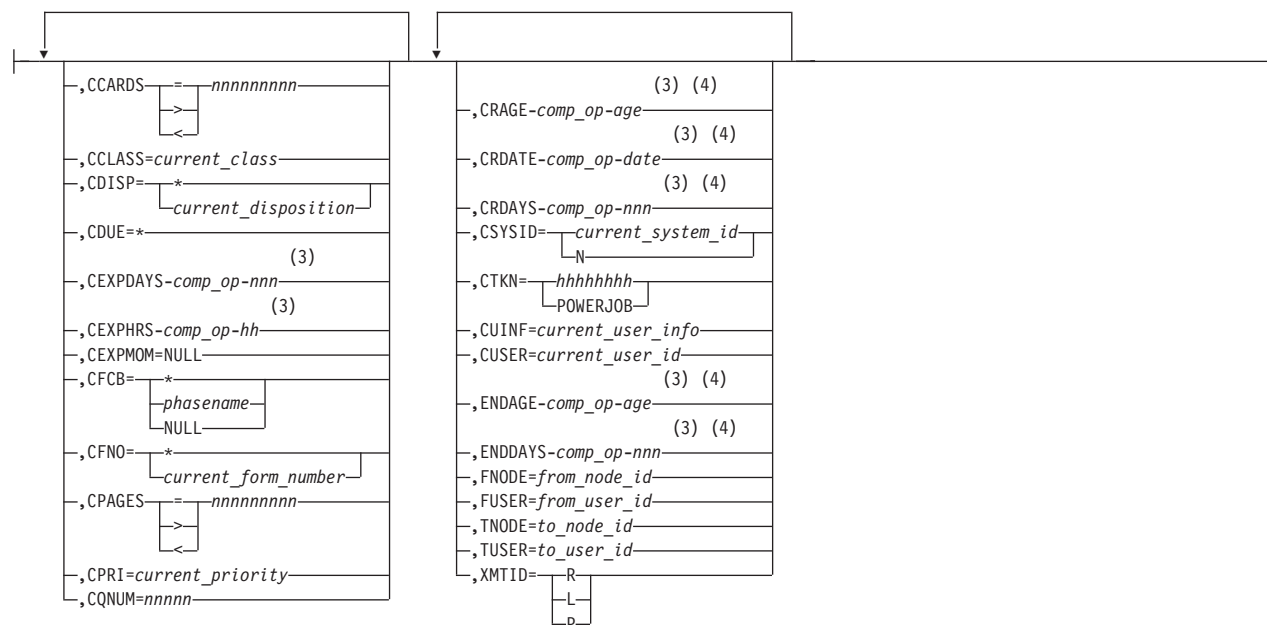 ,CCARDS = nnnnnnnnn
>
<
,CCLASS=current_class
,CDISP= *
current_disposition
,CDUE=*
(3)
,CEXPDAYS-comp_op-nnn
(3)
,CEXPHRS-comp_op-hh
,CEXPMOM=NULL
,CFCB= *
phasename
NULL
,CFNO= *
current_form_number
,CPAGES = nnnnnnnnn
>
<
,CPRI=current_priority
,CQNUM=nnnnn
(3) (4)
,CRAGE-comp_op-age
(3) (4)
,CRDATE-comp_op-date
(3) (4)
,CRDAYS-comp_op-nnn
,CSYSID= current_system_id
N
,CTKN= hhhhhhhh
POWERJOB
,CUINF=current_user_info
,CUSER=current_user_id
(3) (4)
,ENDAGE-comp_op-age
(3) (4)
,ENDDAYS-comp_op-nnn
,FNODE=from_node_id
,FUSER=from_user_id
,TNODE=to_node_id
,TUSER=to_user_id
,XMTID= R
L